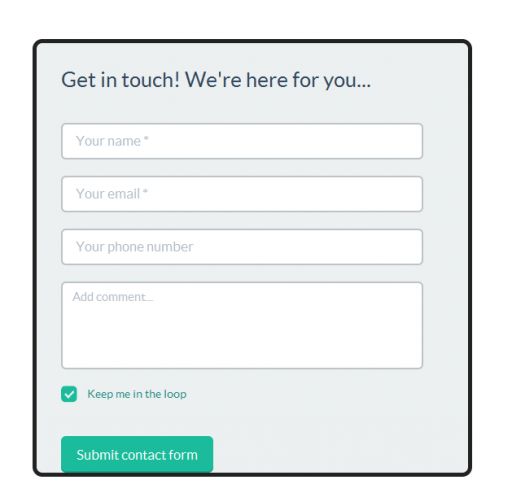 Get in touch! We're here for you...
Your name *
Your email *
Your phone number
Add comment...
Keep me in the loop
Submit contact form